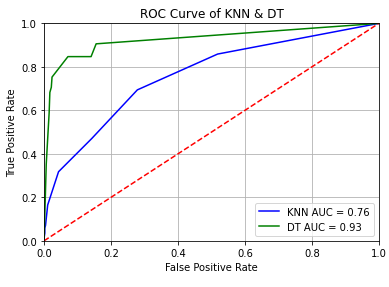 ROC Curve of KNN & DT
True Positive Rate
1.0
0.8
0.6
0.4
0.2
0.0
KNN AUC = 0.76
DT AUC = 0.93
0.0 0.2 0.4 0.6 0.8 1.0
False Positive Rate